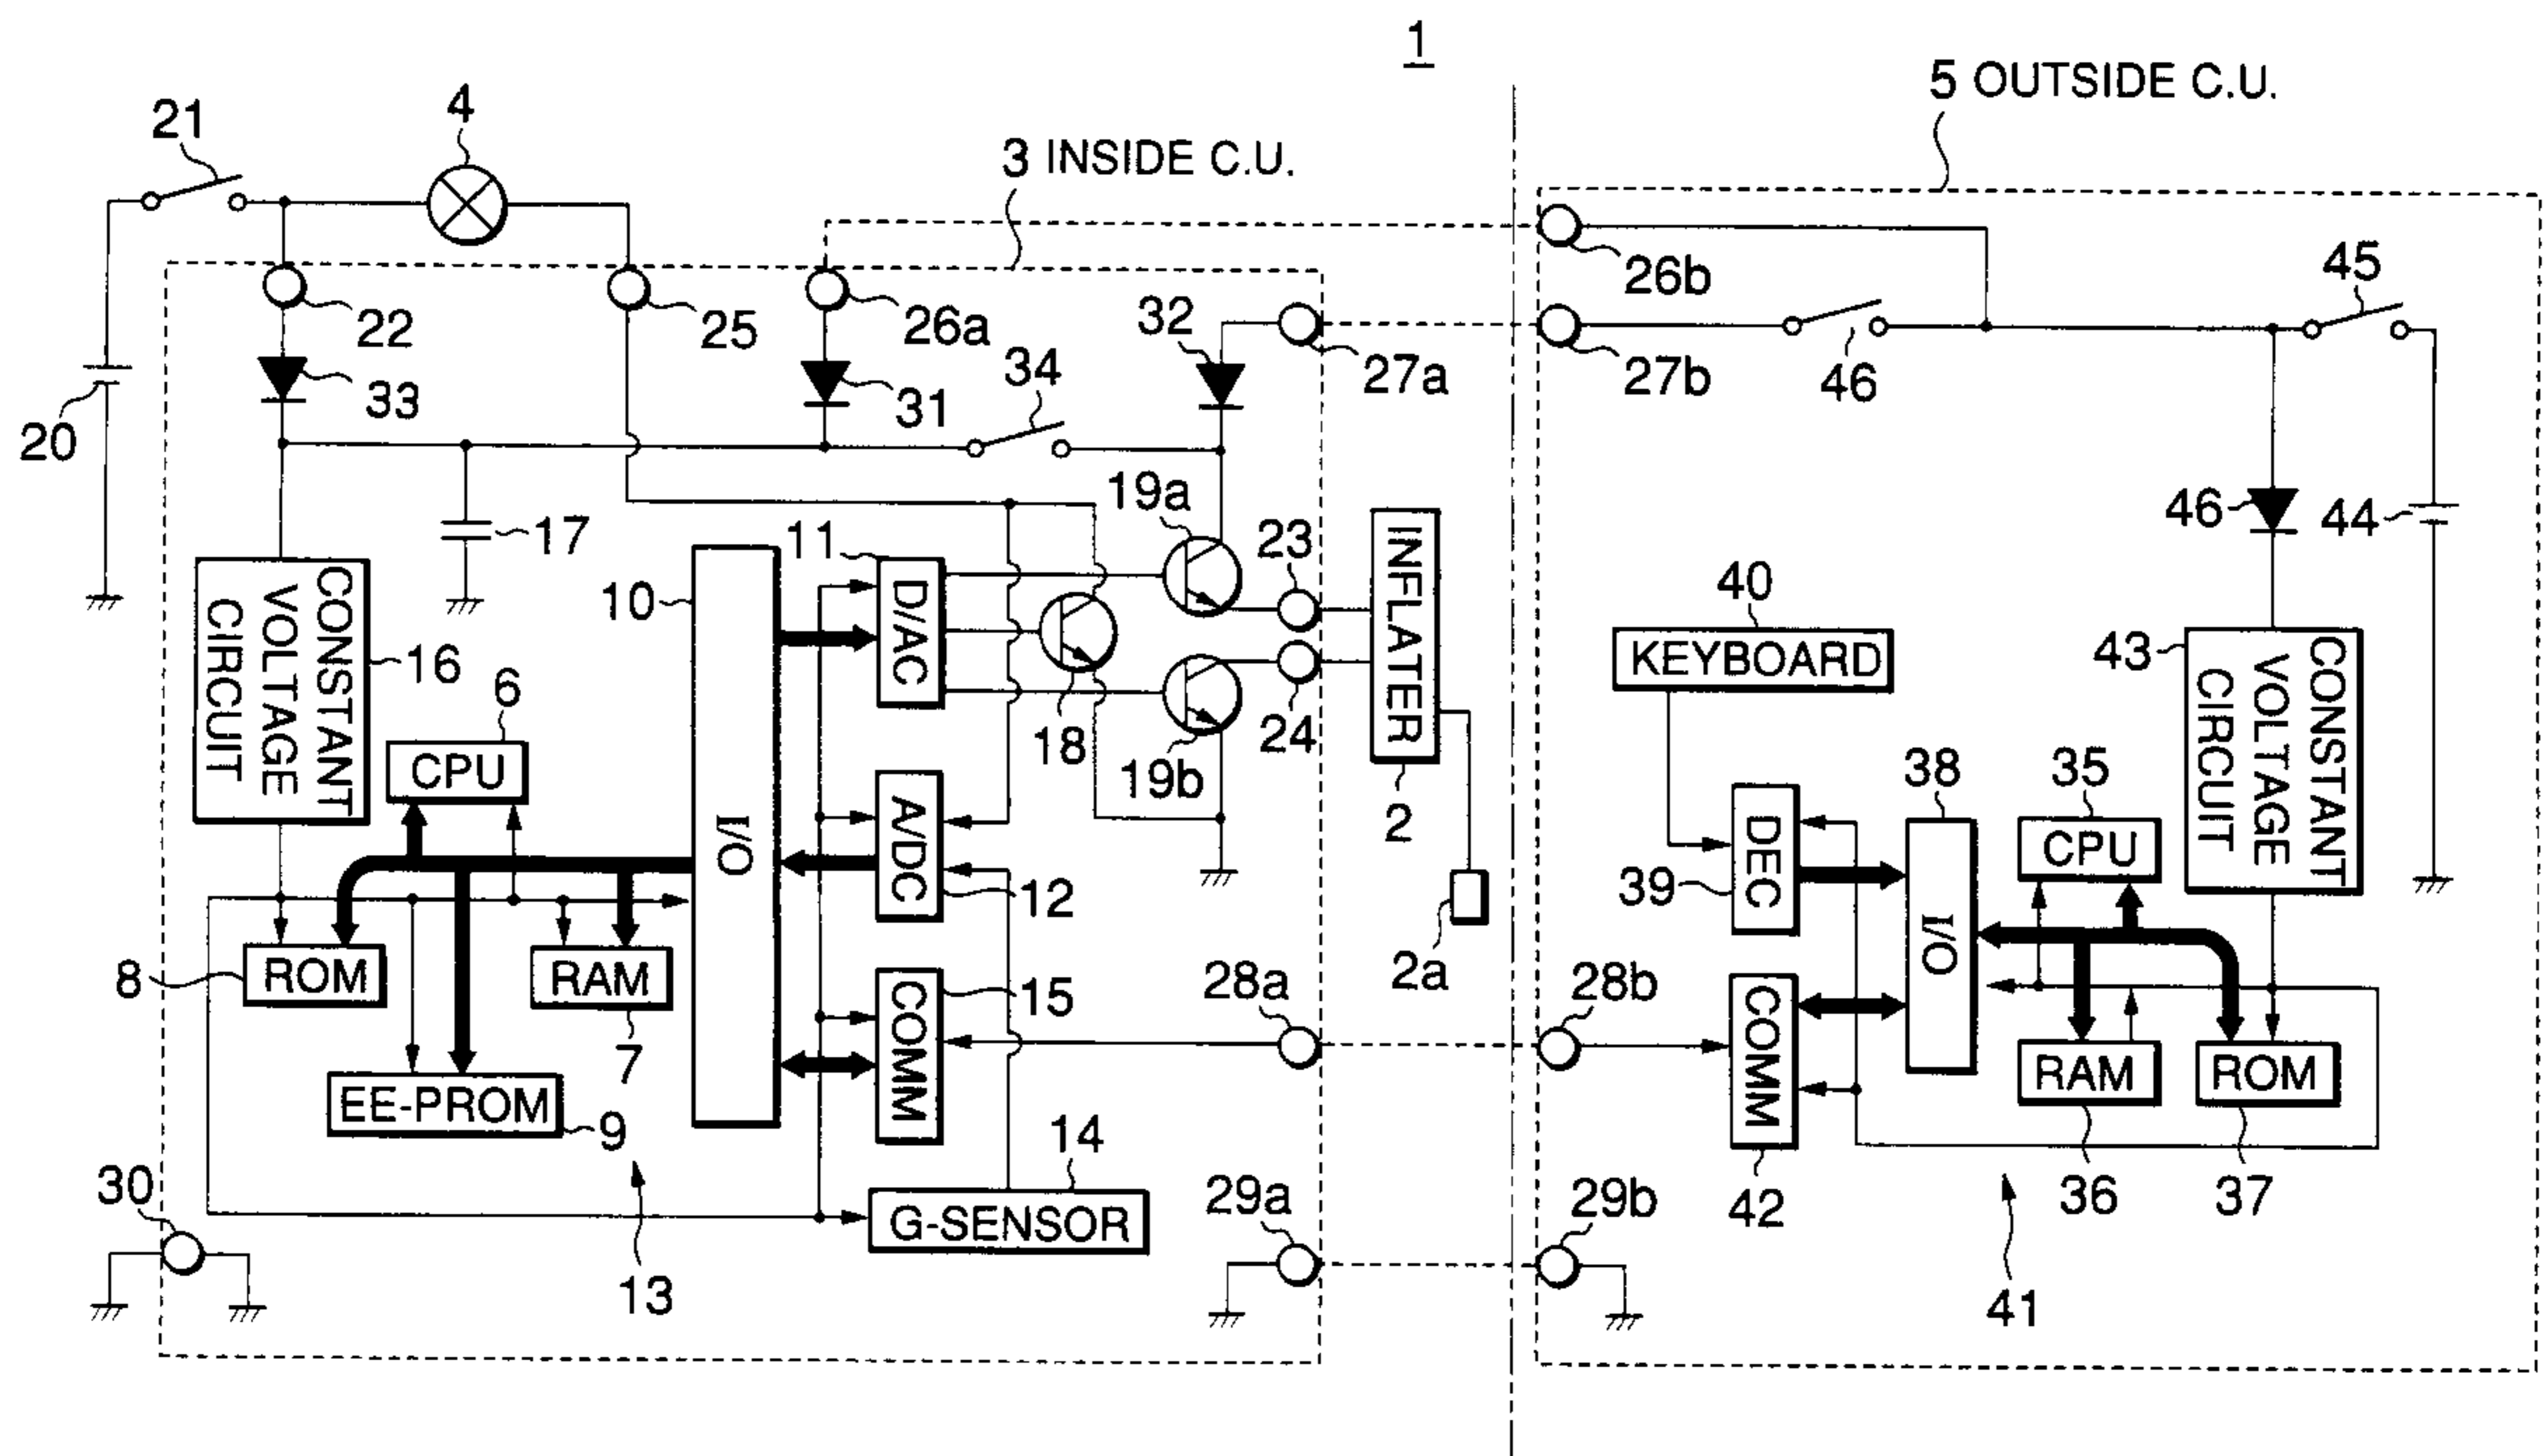 1
5 OUTSIDE C.U.
4
21
3 INSIDE C.U.
26b
45
22
25
26a
32
27a
27b
46
33
31
34
20
19a
46
44
17
11
23
10
D/AC
INFLATER
40
KEYBOARD
CONSTANT
VOLTAGE
CIRCUIT
16
43
CONSTANT
VOLTAGE
CIRCUIT
6
CPU
18
24
19b
2
I/O
A/DC
12
38
35
DEC
39
CPU
I/O
8
ROM
RAM
7
15
COMM
28a
2a
28b
COMM
RAM
ROM
EE-PROM
9
14
G-SENSOR
30
13
29a
29b
42
36
37
41